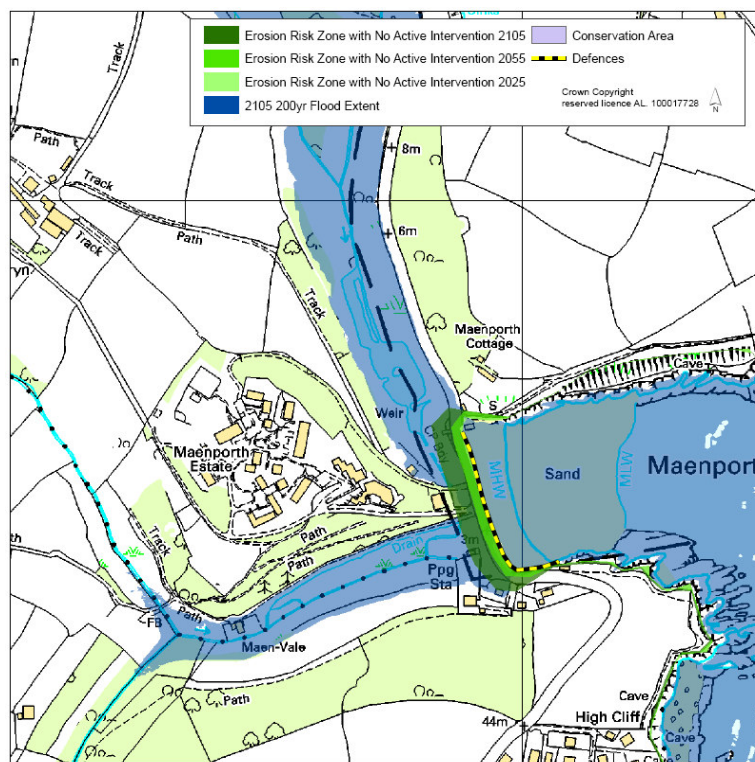 Erosion Risk Zone with No Active Intervention 2105
Erosion Risk Zone with No Active Intervention 2055
Erosion Risk Zone with No Active Intervention 2025
2105 200yr Flood Extent
Conservation Area
Defences
Crown Copyright
reserved licence AL. 100017728
N
Track
Path
8m
Track
Path
6m
Track
Track
yn
Maenporth
Cottage
Cave
S
Weir
Maenporth
Estate
MHW
Sand
MLW
Maenport
Path
Path
3m
Drain
Track
Ppg
Sta
Path
FB
Maen-Vale
Path
Cave
44m
High Cliff
Cave
Cave